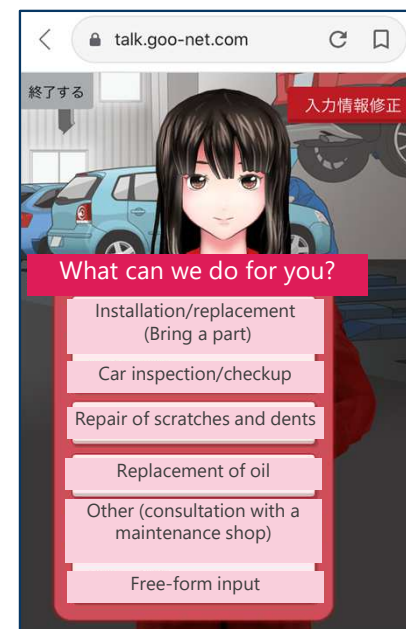 talk.goo-net.com
終了する
入力情報修正
What can we do for you?
Installation/replacement
(Bring a part)
Car inspection/checkup
Repair of scratches and dents
Replacement of oil
Other (consultation with a
maintenance shop)
Free-form input